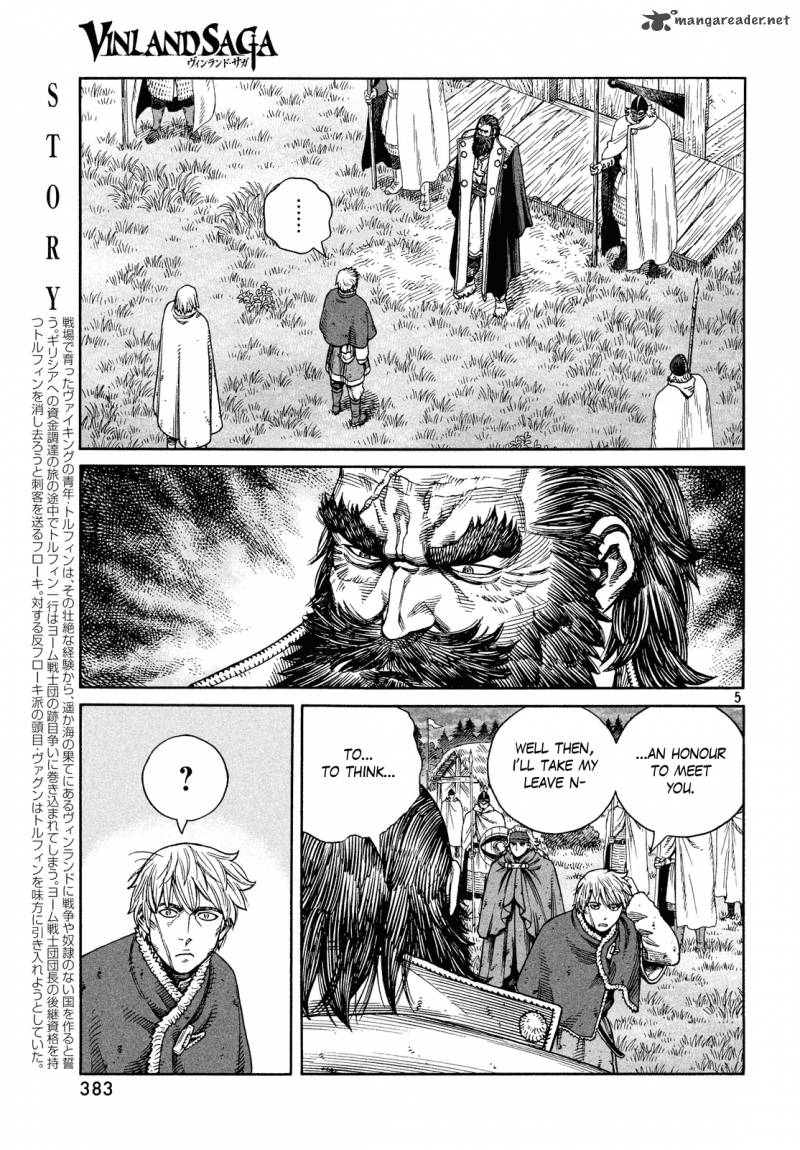 mangareader.net
VINLAND SAGA
ヴィンランド・サガ
STORY
戦場で育ったヴァイキングの青年・トルフィンは、その壮絶な経験から、遥か海の果てにあるヴィンランドに戦争や奴隷のない国を作ると誓
う。ギリシアへの資金調達の旅の途中でトルフィン一行はヨーム戦士団の跡目争いに巻き込まれてしまう。ヨーム戦士団団長の後継資格を持
つトルフィンを消し去ろうと刺客を送るフローキ。対する反フローキ派の頭目・ヴァグンはトルフィンを味方に引き入れようとしていた。
......
5
...AN HONOUR
TO MEET
YOU.
WELL THEN,
I'LL TAKE MY
LEAVE N-
TO...
TO THINK...
?
383